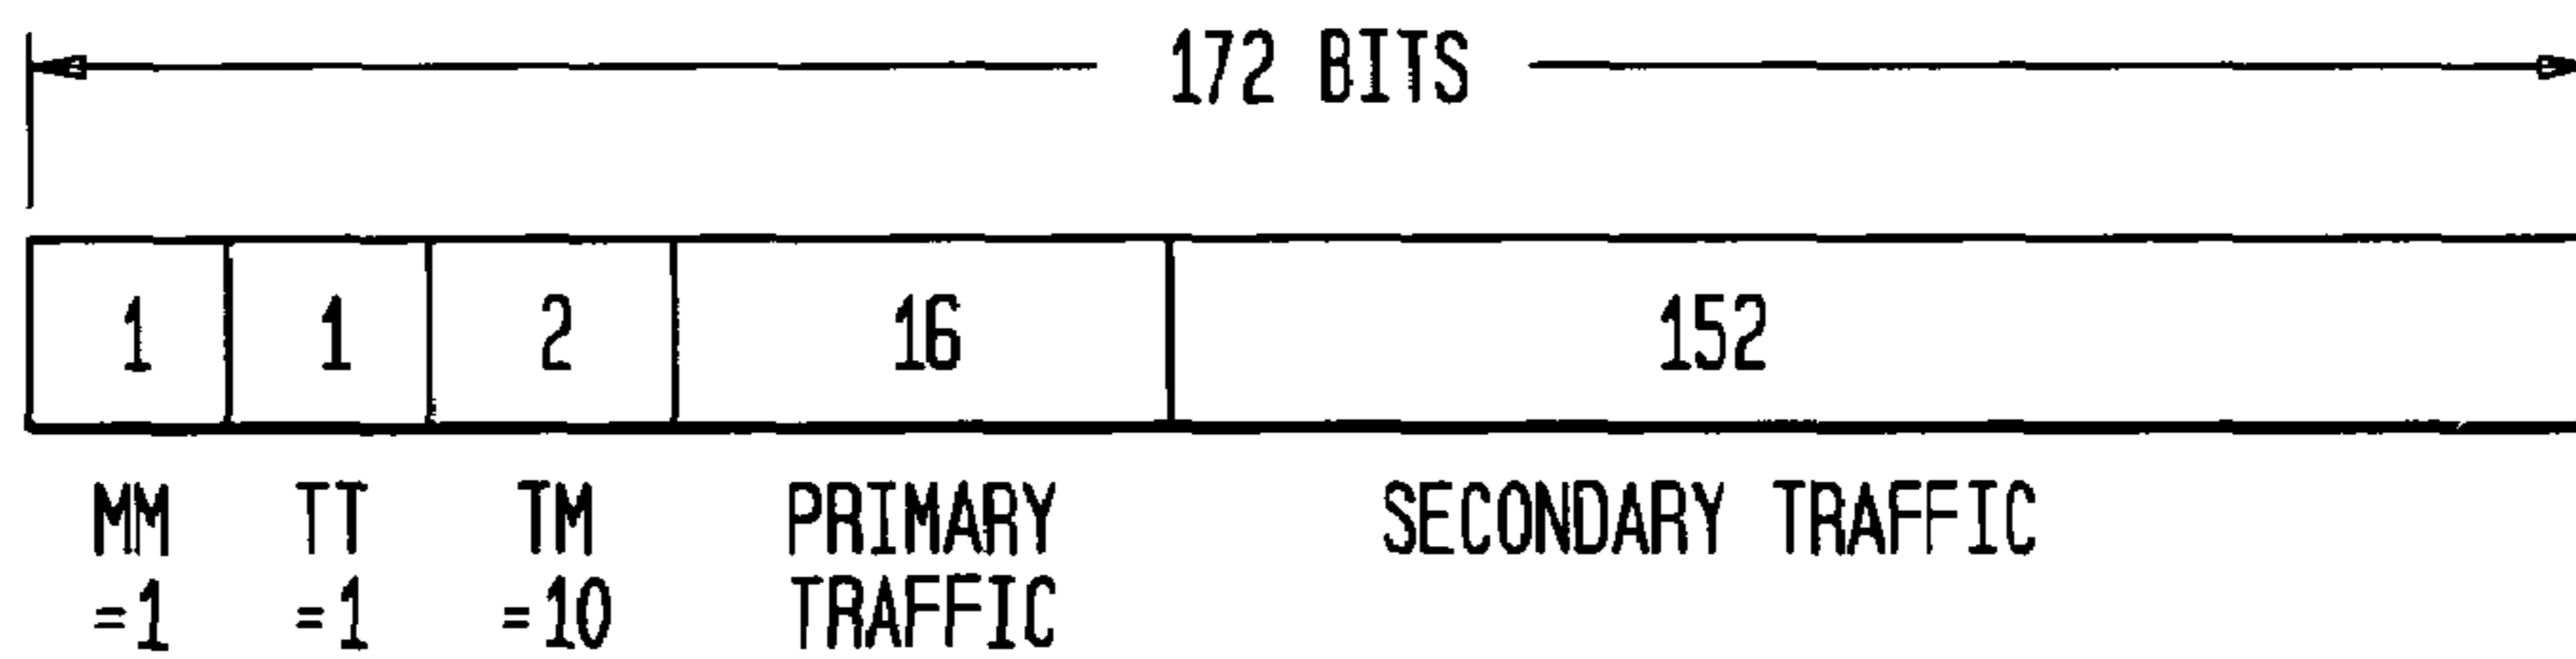 172 BITS
1 1 2 16 152
MM TT TM PRIMARY SECONDARY TRAFFIC
=1 =1 =10 TRAFFIC